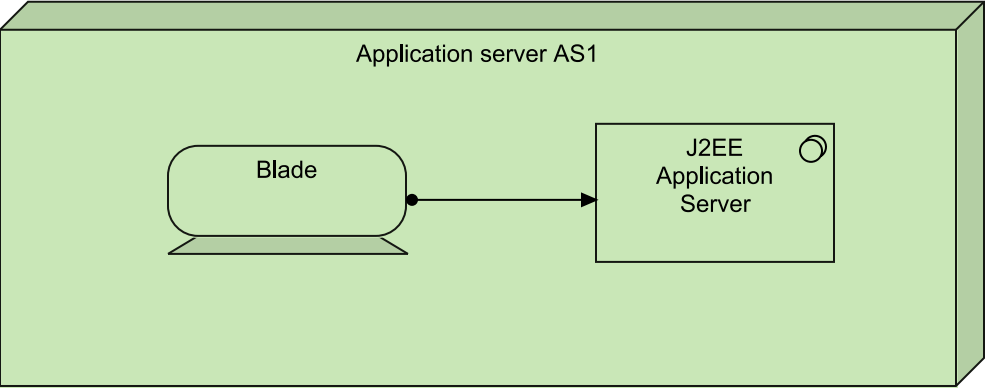 Application server AS1
Blade
J2EE
Application
Server